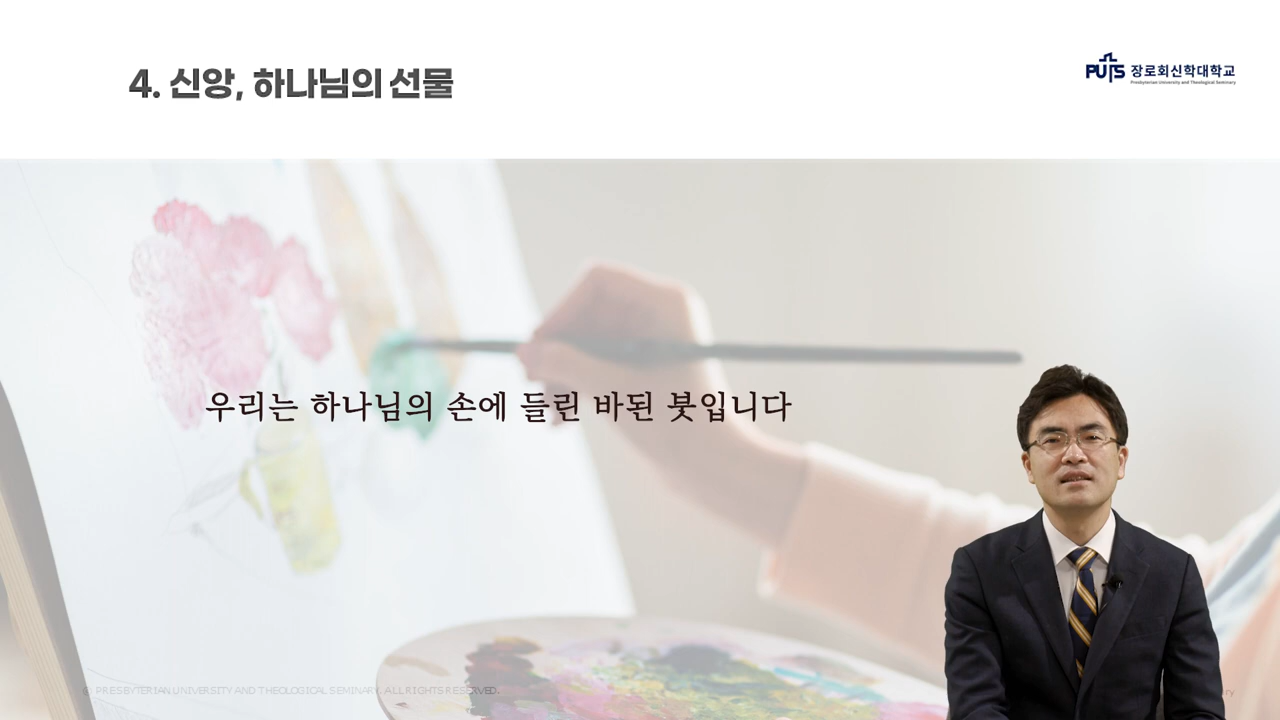 4. 신앙, 하나님의 선물
PUTS 장로회신학대학교
Presbyterian University and Theological Seminary
우리는 하나님의 손에 들린 바된 붓입니다
ⓒ PRESBYTERIAN UNIVERSITY AND THEOLOGICAL SEMINARY. ALL RIGHTS RESERVED.